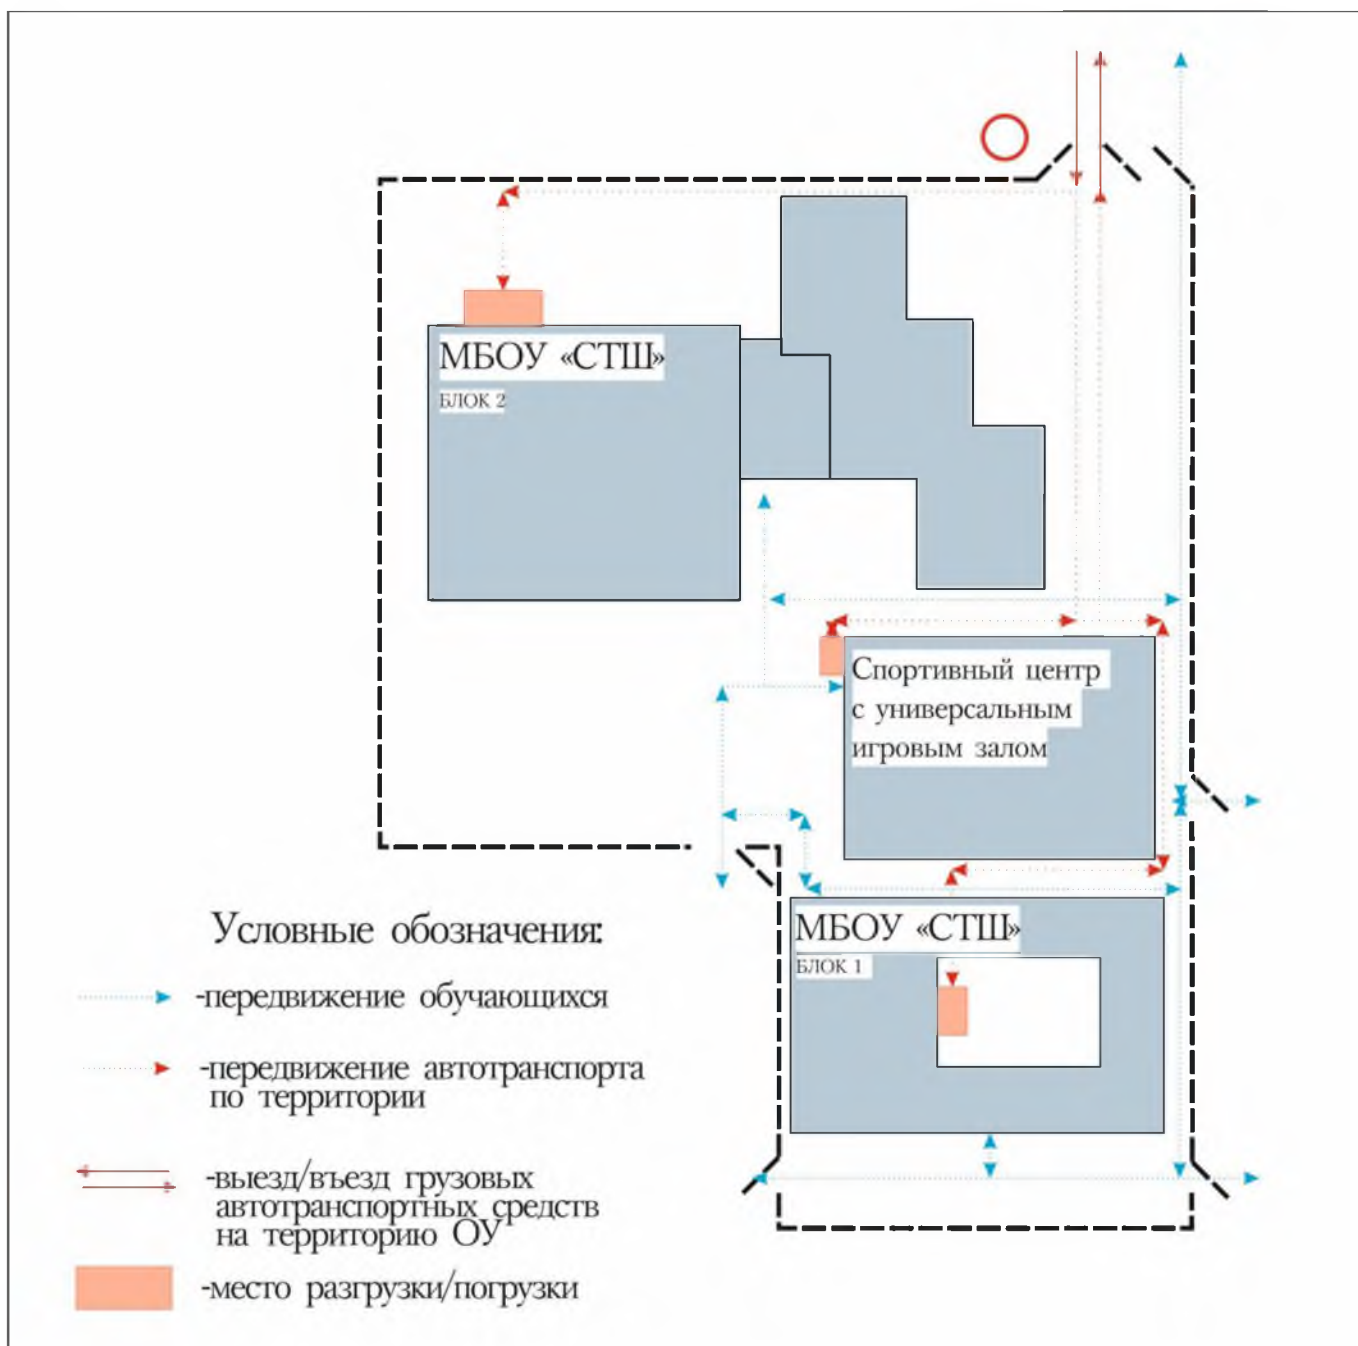 МБОУ «СТШ»
БЛОК 2
Спортивный центр
с универсальным
игровым залом
МБОУ «СТШ»
БЛОК 1
Условные обозначения:
-передвижение обучающихся
-передвижение автотранспорта
по территории
-выезд/въезд грузовых
автотранспортных средств
на территорию ОУ
-место разгрузки/погрузки